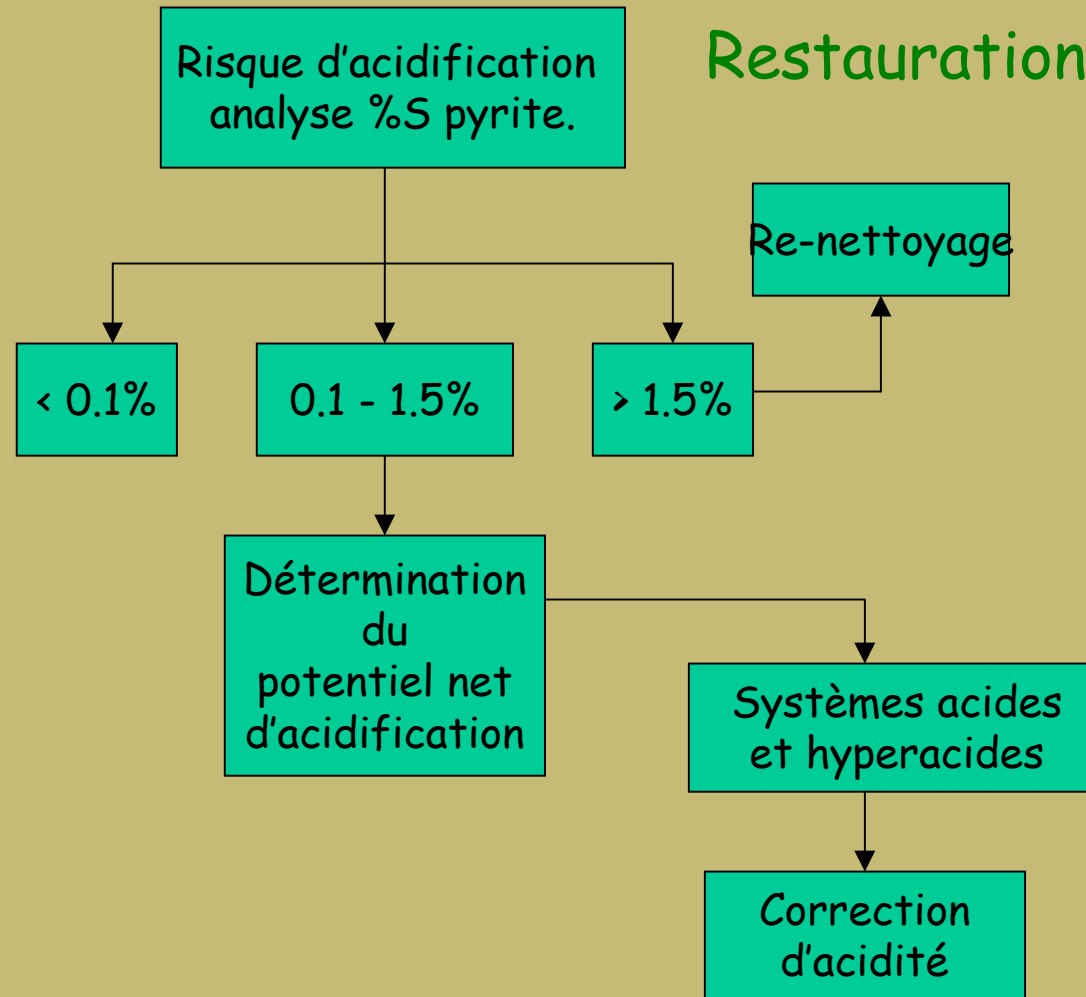 Restauration
Risque d'acidification
analyse %S pyrite.
Re-nettoyage
< 0.1%
0.1 - 1.5%
> 1.5%
Détermination
du
potentiel net
d'acidification
Systèmes acides
et hyperacides
Correction
d'acidité